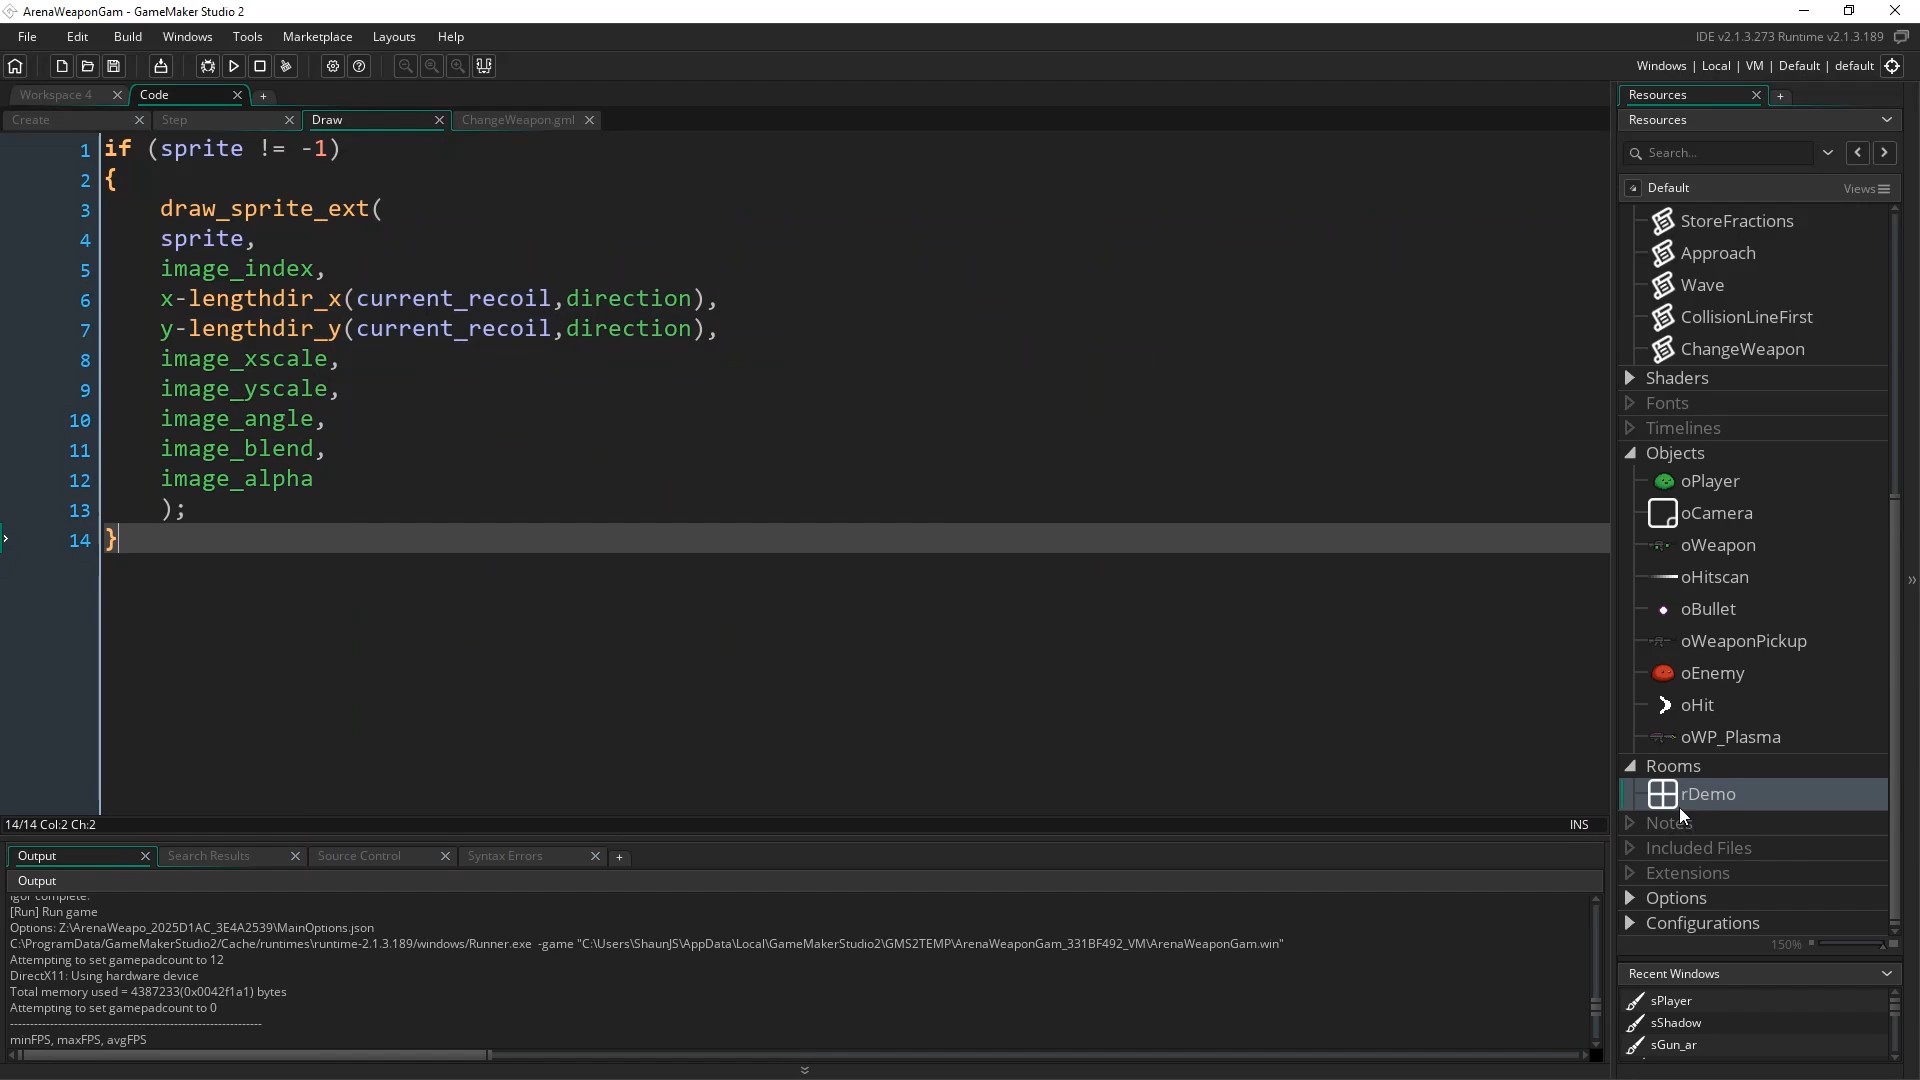 ArenaWeaponGam - GameMaker Studio 2
File Edit Build Windows Tools Marketplace Layouts Help
IDE v2.1.3.273 Runtime v2.1.3.189
Windows | Local | VM | Default | default
Workspace 4 Code
Create Step Draw ChangeWeapon.gml
1 if (sprite != -1)
2 {
3 draw_sprite_ext(
4 sprite,
5 image_index,
6 x-lengthdir_x(current_recoil,direction),
7 y-lengthdir_y(current_recoil,direction),
8 image_xscale,
9 image_yscale,
10 image_angle,
11 image_blend,
12 image_alpha
13 );
14 }
14/14 Col:2 Ch:2 INS
Output Search Results Source Control Syntax Errors
Output
Igor complete.
[Run] Run game
Options: Z:\ArenaWeapo_2025D1AC_3E4A2539\MainOptions.json
C:\ProgramData/GameMakerStudio2/Cache/runtimes\runtime-2.1.3.189/windows/Runner.exe -game "C:\Users\ShaunJS\AppData\Local\GameMakerStudio2\GMS2TEMP\ArenaWeaponGam_331BF492_VM\ArenaWeaponGam.win"
Attempting to set gamepadcount to 12
DirectX11: Using hardware device
Total memory used = 4387233(0x0042f1a1) bytes
Attempting to set gamepadcount to 0
---------------------------------------------------------------
minFPS, maxFPS, avgFPS
Resources
Resources
Search...
Default Views
StoreFractions
Approach
Wave
CollisionLineFirst
ChangeWeapon
Shaders
Fonts
Timelines
Objects
oPlayer
oCamera
oWeapon
oHitscan
oBullet
oWeaponPickup
oEnemy
oHit
oWP_Plasma
Rooms
rDemo
Notes
Included Files
Extensions
Options
Configurations
150%
Recent Windows
sPlayer
sShadow
sGun_ar